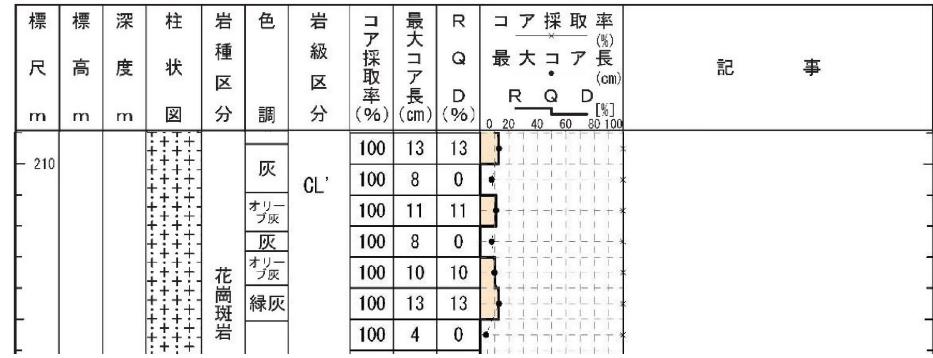 標尺m 標高m 深度m 柱状図 岩種区分 色調 岩級区分 コア採取率(%) 最大コア長(cm) RQD(%) コア採取率(%) 最大コア長(cm) RQD[%] 記事
0 20 40 60 80 100
100 13 13
210 灰 CL' 100 8 0
オリーブ灰 100 11 11
灰 100 8 0
オリーブ灰 100 10 10
花崗斑岩 緑灰 100 13 13
100 4 0